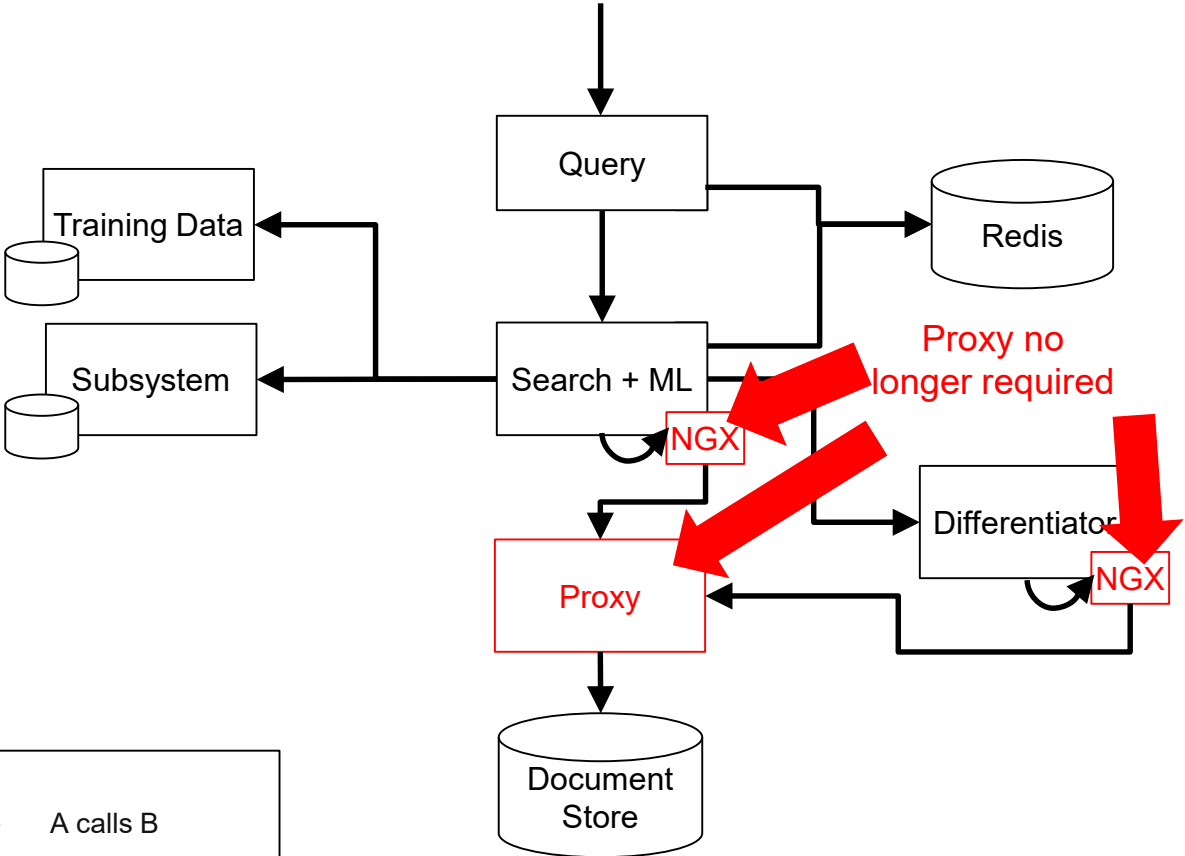 Query
Training Data
Redis
Subsystem
Search + ML
Proxy no
longer required
NGX
Differentiator
NGX
Proxy
Document
Store
A calls B